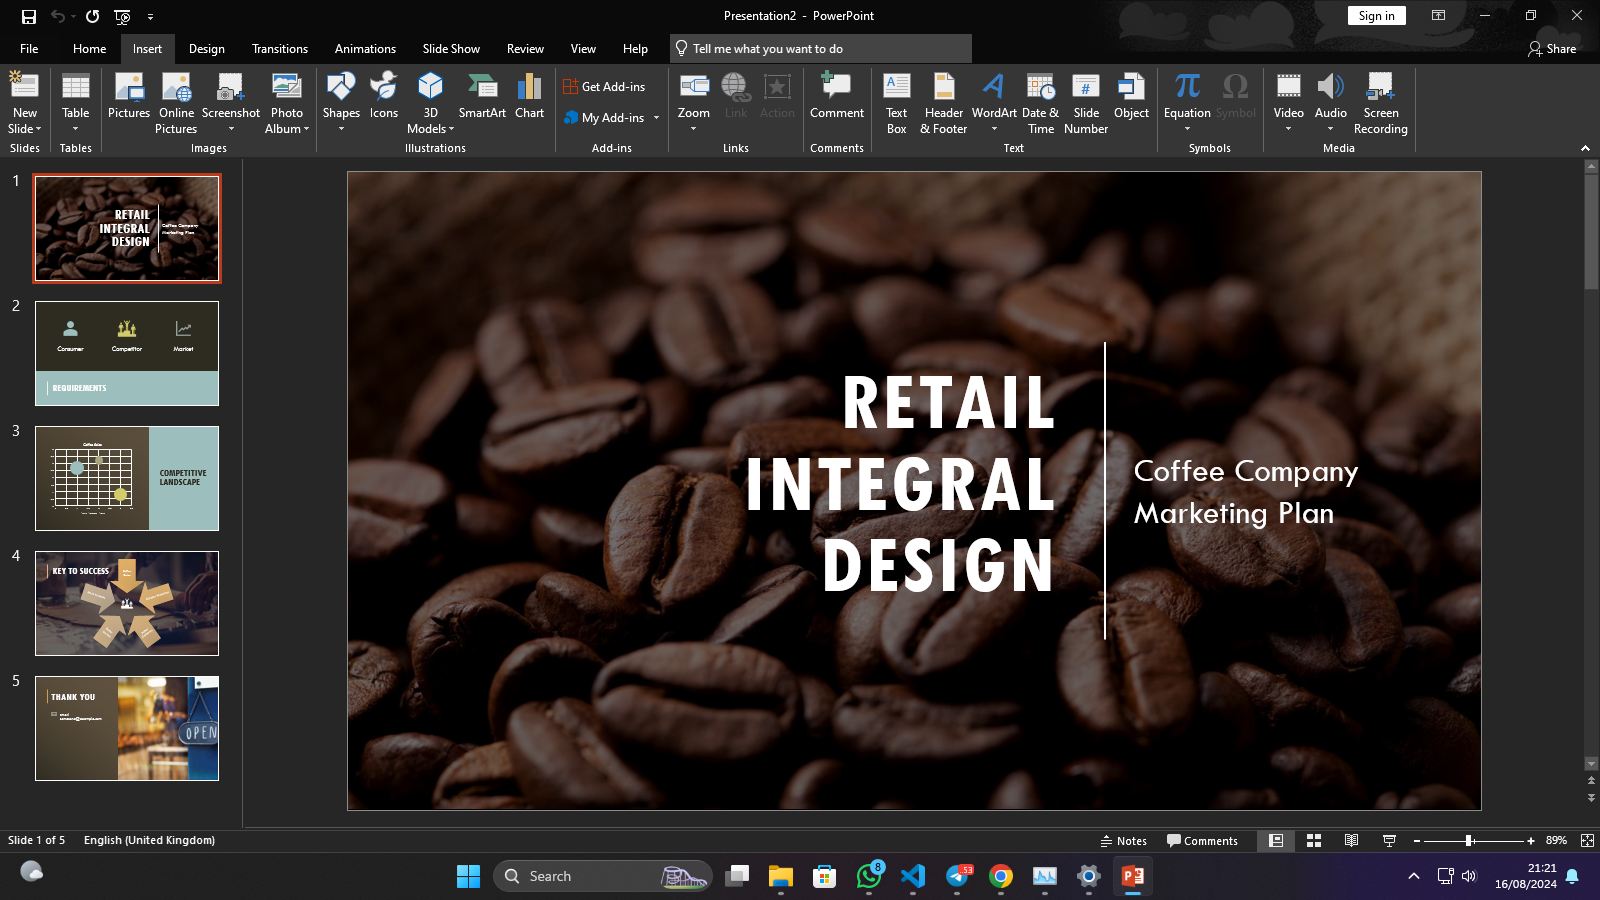 Presentation2 - PowerPoint
Sign in
File Home Insert Design Transitions Animations Slide Show Review View Help Tell me what you want to do Share
New Slide
Table
Pictures
Online Pictures
Screenshot
Photo Album
Shapes
Icons
3D Models
SmartArt
Chart
Get Add-ins
My Add-ins
Zoom
Link
Action
Comment
Text Box
Header & Footer
WordArt
Date & Time
Slide Number
Object
Equation
Symbol
Video
Audio
Screen Recording
Slides Tables Images Illustrations Add-ins Links Comments Text Symbols Media
1
RETAIL
INTEGRAL
DESIGN
Coffee Company
Marketing Plan
2
Consumer Competitor Market
REQUIREMENTS
3
Coffee Sales
COMPETITIVE
LANDSCAPE
4
KEY TO SUCCESS
5
THANK YOU
email
someone@example.com
OPEN
RETAIL
INTEGRAL
DESIGN
Coffee Company
Marketing Plan
Slide 1 of 5 English (United Kingdom)
Notes Comments 89%
Search
8
53
21:21
16/08/2024